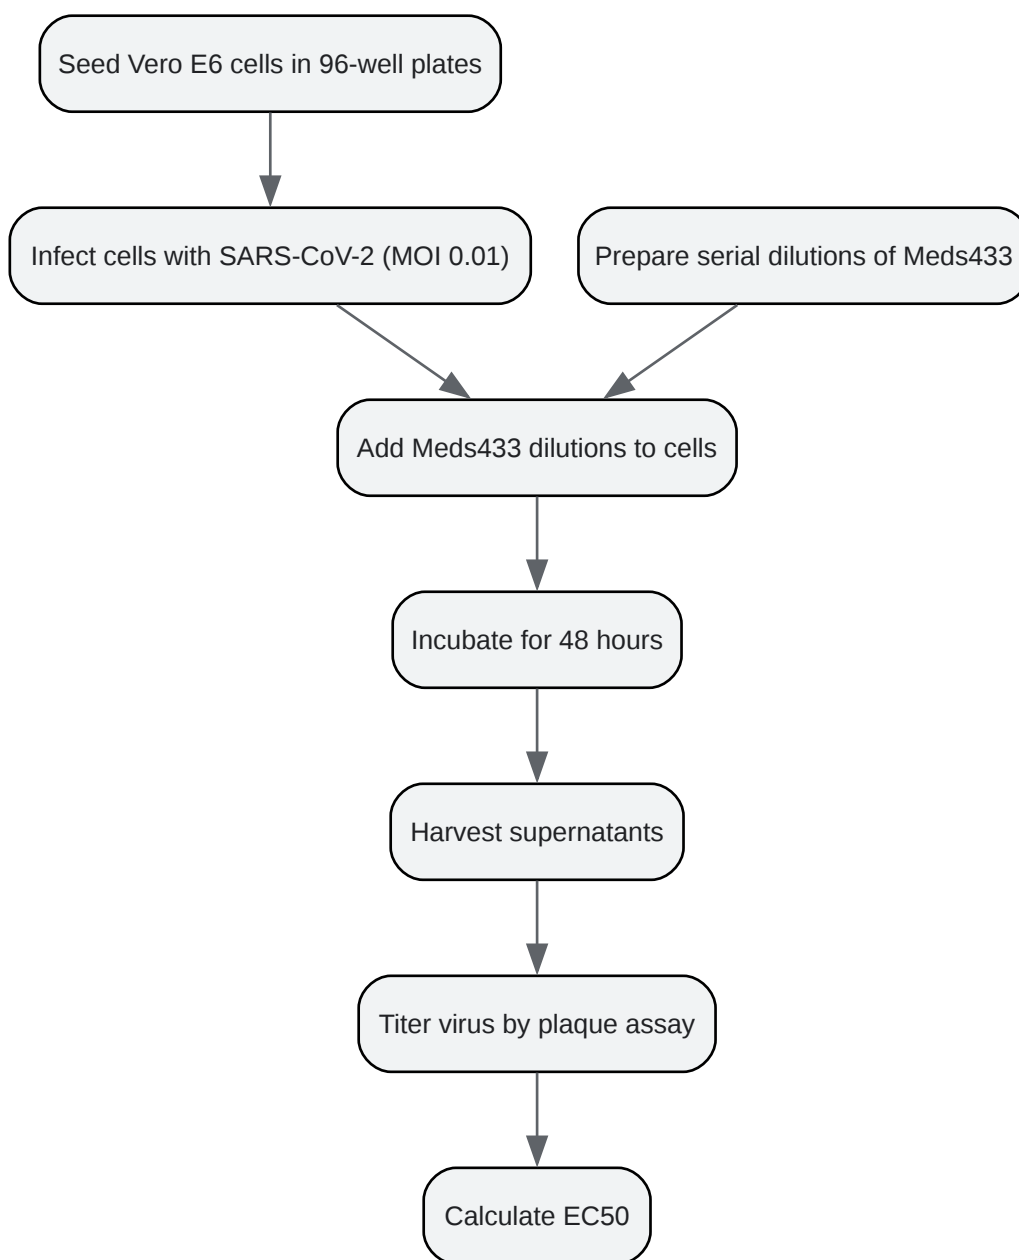 Seed Vero E6 cells in 96-well plates
Infect cells with SARS-CoV-2 (MOI 0.01)
Prepare serial dilutions of Meds433
Add Meds433 dilutions to cells
Incubate for 48 hours
Harvest supernatants
Titer virus by plaque assay
Calculate EC50